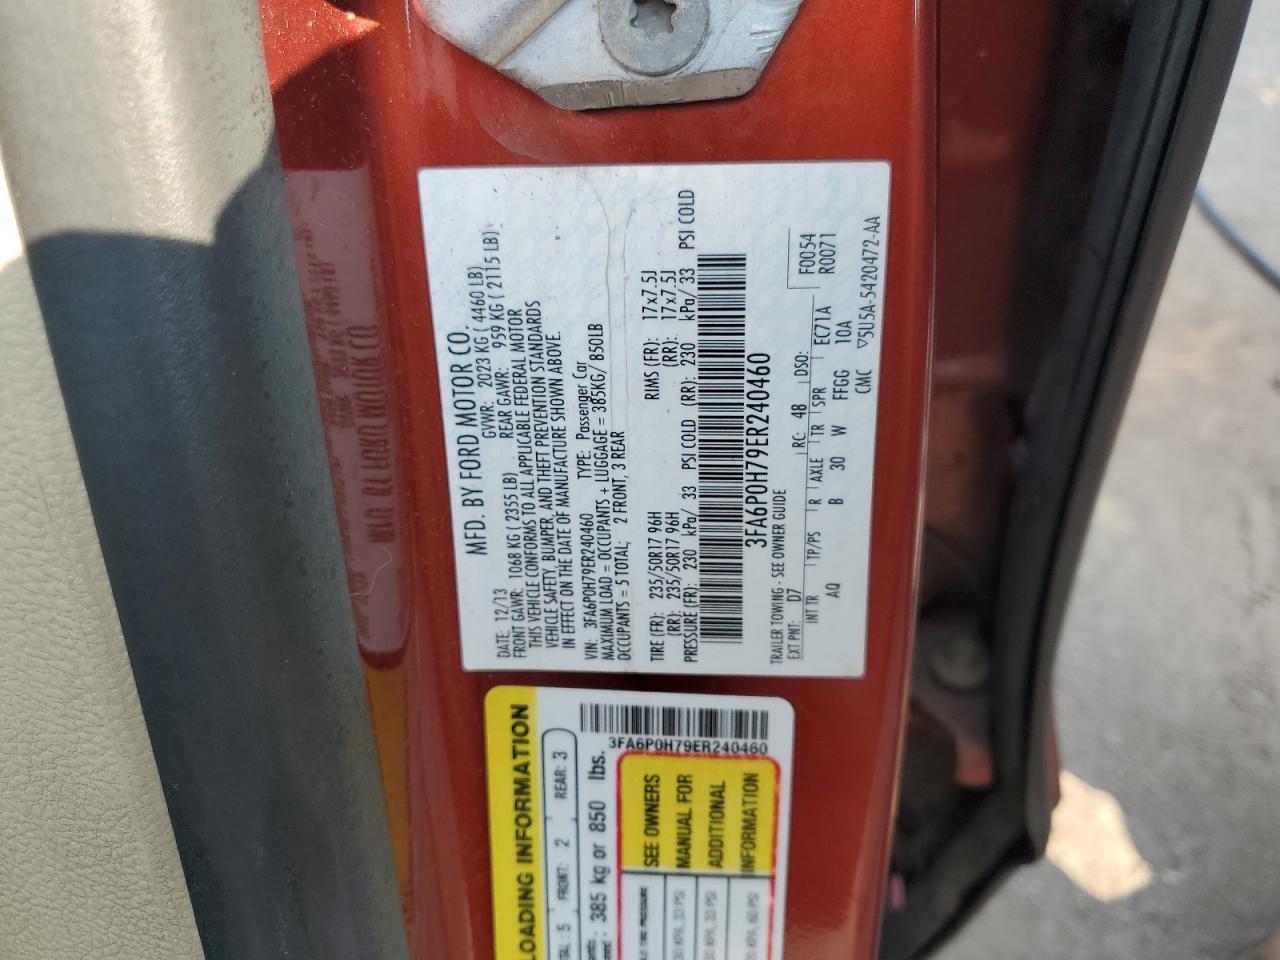 MFD. BY FORD MOTOR CO.
DATE: 12/13 GVWR: 2023 KG ( 4460 LB)
FRONT GAWR: 1068 KG ( 2355 LB) REAR GAWR: 959 KG ( 2115 LB)
THIS VEHICLE CONFORMS TO ALL APPLICABLE FEDERAL MOTOR
VEHICLE SAFETY, BUMPER, AND THEFT PREVENTION STANDARDS
IN EFFECT ON THE DATE OF MANUFACTURE SHOWN ABOVE.
VIN: 3FA6P0H79ER240460 TYPE: Passenger Car
MAXIMUM LOAD = OCCUPANTS + LUGGAGE = 385KG/ 850LB
OCCUPANTS = 5 TOTAL; 2 FRONT, 3 REAR
TIRE (FR): 235/50R17 96H RIMS (FR): 17x7.5J
(RR): 235/50R17 96H (RR): 17x7.5J
PRESSURE (FR): 230 kPa/ 33 PSI COLD (RR): 230 kPa/ 33 PSI COLD
3FA6P0H79ER240460
TRAILER TOWING - SEE OWNER GUIDE
EXT PNT: D7 RC: 48 DSO: F0054
INT TR TP/PS R AXLE TR SPR EC71A R0071
AQ B 30 W FFGG 10A
CMC ▽5U5A-5420472-AA
LOADING INFORMATION
5 FRONT: 2 REAR: 3
385 kg or 850 lbs.
3FA6P0H79ER240460
SEE OWNERS
MANUAL FOR
ADDITIONAL
INFORMATION
33 PSI
33 PSI
60 PSI